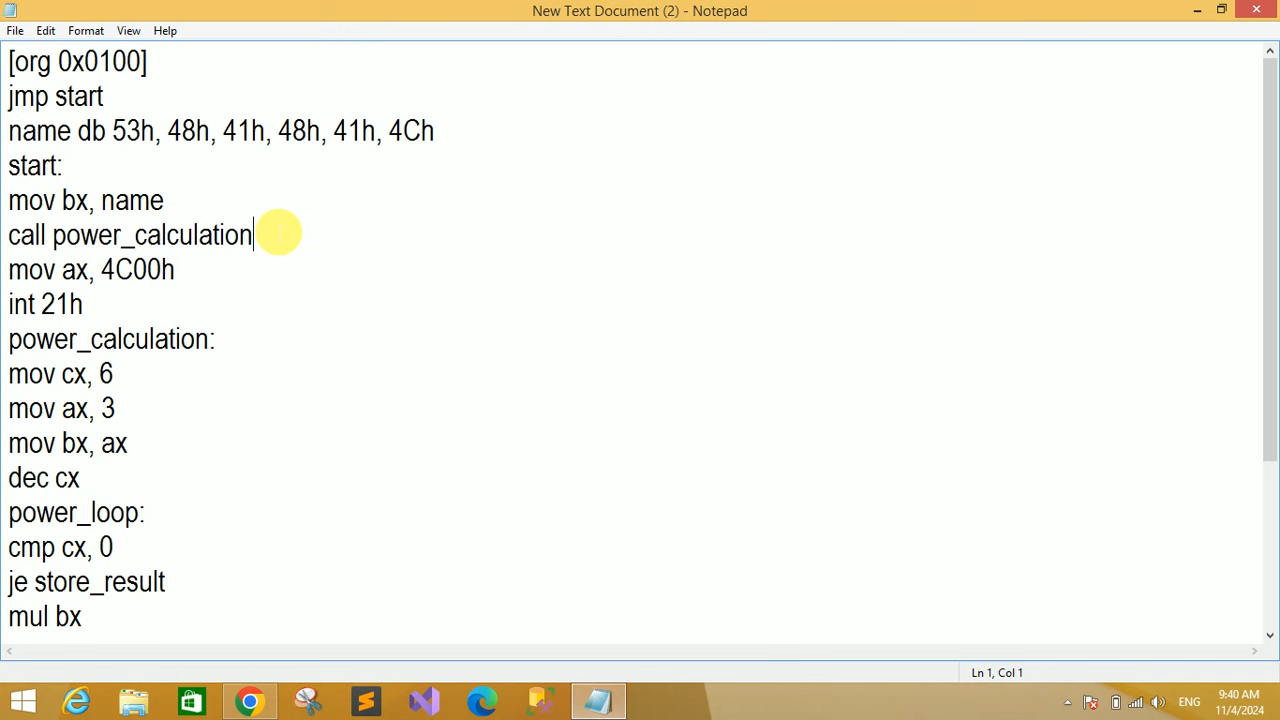 New Text Document (2) - Notepad
File Edit Format View Help
[org 0x0100]
jmp start
name db 53h, 48h, 41h, 48h, 41h, 4Ch
start:
mov bx, name
call power_calculation
mov ax, 4C00h
int 21h
power_calculation:
mov cx, 6
mov ax, 3
mov bx, ax
dec cx
power_loop:
cmp cx, 0
je store_result
mul bx
Ln 1, Col 1
ENG
9:40 AM
11/4/2024